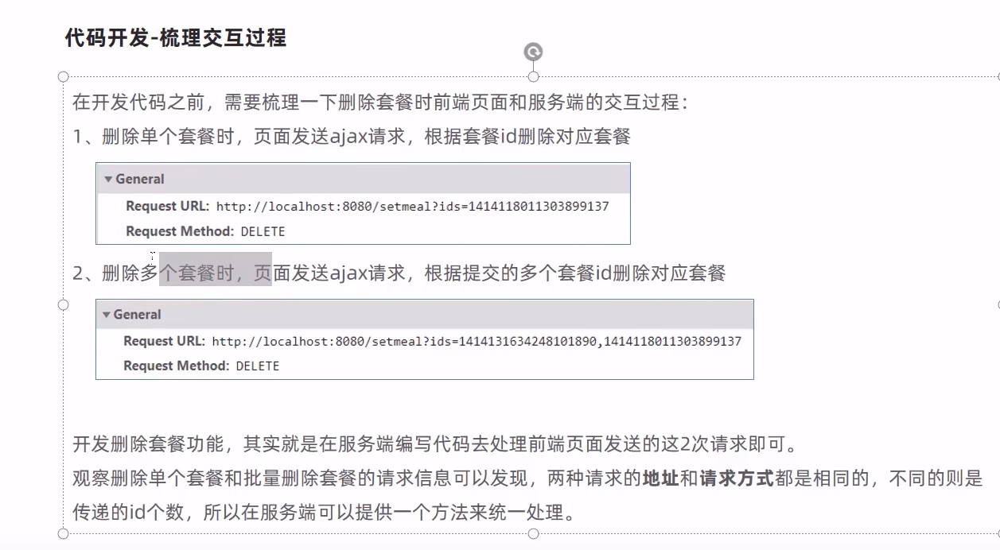 代码开发-梳理交互过程
在开发代码之前，需要梳理一下删除套餐时前端页面和服务端的交互过程：
1、删除单个套餐时，页面发送ajax请求，根据套餐id删除对应套餐
General
Request URL: http://localhost:8080/setmeal?ids=1414118011303899137
Request Method: DELETE
2、删除多个套餐时，页面发送ajax请求，根据提交的多个套餐id删除对应套餐
General
Request URL: http://localhost:8080/setmeal?ids=1414131634248101890,1414118011303899137
Request Method: DELETE
开发删除套餐功能，其实就是在服务端编写代码去处理前端页面发送的这2次请求即可。
观察删除单个套餐和批量删除套餐的请求信息可以发现，两种请求的地址和请求方式都是相同的，不同的则是
传递的id个数，所以在服务端可以提供一个方法来统一处理。